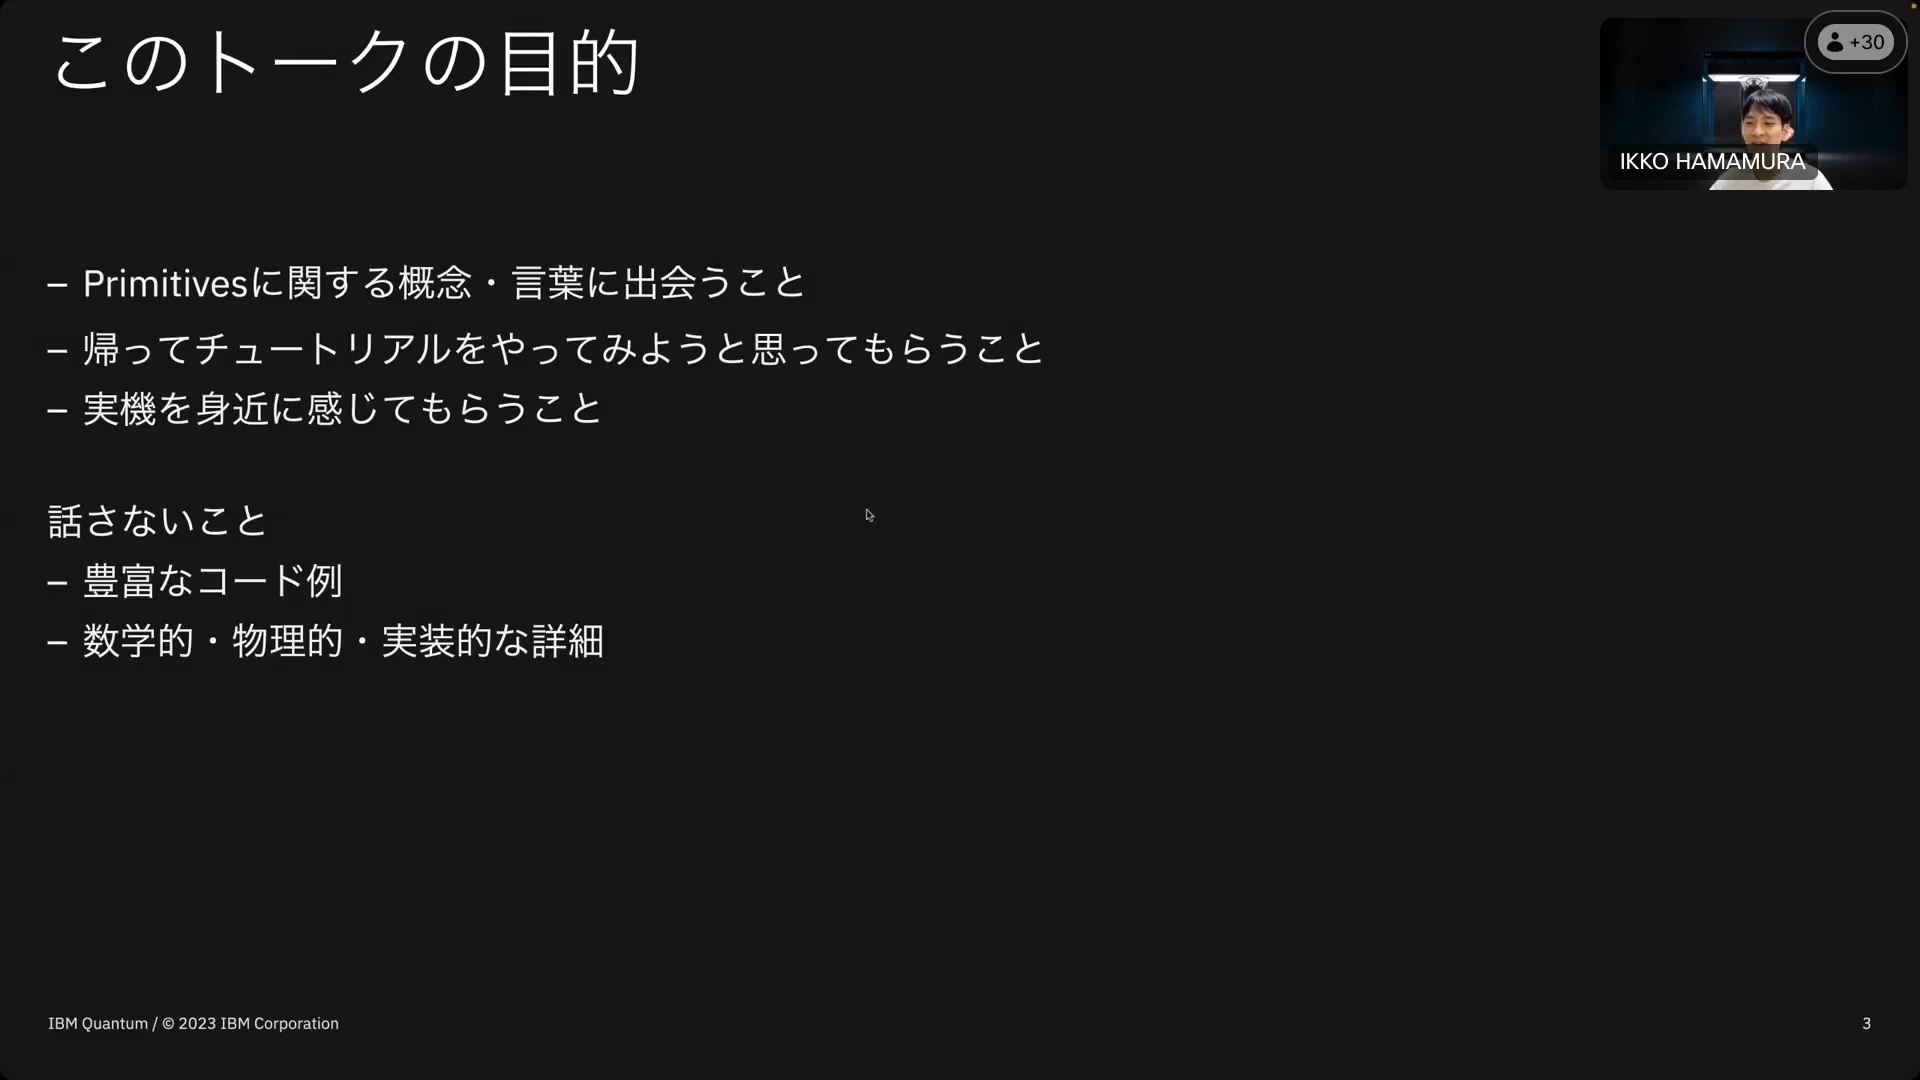 このトークの目的
+30
IKKO HAMAMURA
– Primitivesに関する概念・言葉に出会うこと
– 帰ってチュートリアルをやってみようと思ってもらうこと
– 実機を身近に感じてもらうこと
話さないこと
– 豊富なコード例
– 数学的・物理的・実装的な詳細
IBM Quantum / © 2023 IBM Corporation
3